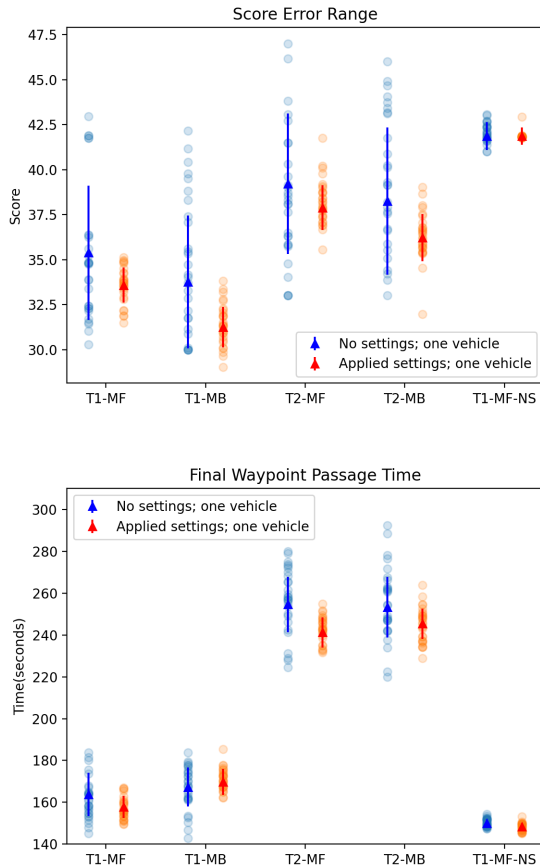 Score Error Range
47.5
45.0
42.5
40.0
37.5
35.0
32.5
30.0
Score
No settings; one vehicle
Applied settings; one vehicle
T1-MF T1-MB T2-MF T2-MB T1-MF-NS
Final Waypoint Passage Time
No settings; one vehicle
Applied settings; one vehicle
300
280
260
240
220
200
180
160
140
Time(seconds)
T1-MF T1-MB T2-MF T2-MB T1-MF-NS